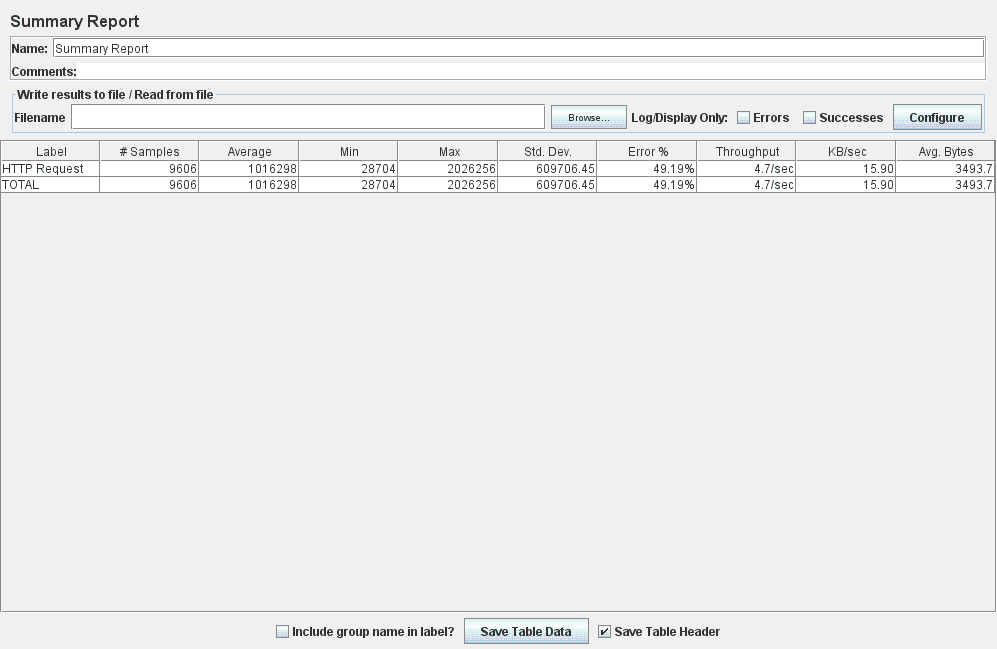 Summary Report
Name: Summary Report
Comments:
Write results to file / Read from file
Filename Browse... Log/Display Only: Errors Successes Configure
Label # Samples Average Min Max Std. Dev. Error % Throughput KB/sec Avg. Bytes
HTTP Request 9606 1016298 28704 2026256 609706.45 49.19% 4.7/sec 15.90 3493.7
TOTAL 9606 1016298 28704 2026256 609706.45 49.19% 4.7/sec 15.90 3493.7
Include group name in label? Save Table Data Save Table Header